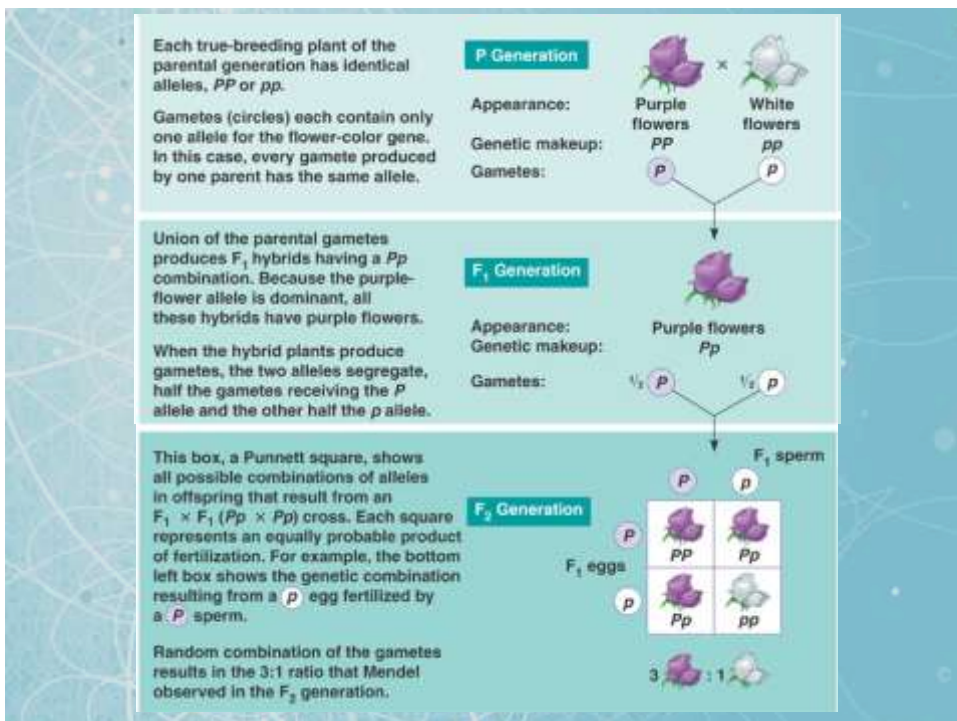 Each true-breeding plant of the
parental generation has identical
alleles, PP or pp.
Gametes (circles) each contain only
one allele for the flower-color gene.
In this case, every gamete produced
by one parent has the same allele.
P Generation
×
Appearance:
Purple
flowers
White
flowers
Genetic makeup:
PP
pp
Gametes:
P
p
Union of the parental gametes
produces F₁ hybrids having a Pp
combination. Because the purple-
flower allele is dominant, all
these hybrids have purple flowers.
When the hybrid plants produce
gametes, the two alleles segregate,
half the gametes receiving the P
allele and the other half the p allele.
F₁ Generation
Appearance:
Genetic makeup:
Purple flowers
Pp
Gametes:
½ P
½ p
This box, a Punnett square, shows
all possible combinations of alleles
in offspring that result from an
F₁ × F₁ (Pp × Pp) cross. Each square
represents an equally probable product
of fertilization. For example, the bottom
left box shows the genetic combination
resulting from a p egg fertilized by
a P sperm.
Random combination of the gametes
results in the 3:1 ratio that Mendel
observed in the F₂ generation.
F₂ Generation
F₁ sperm
P
p
F₁ eggs
P
PP
Pp
p
Pp
pp
3 : 1